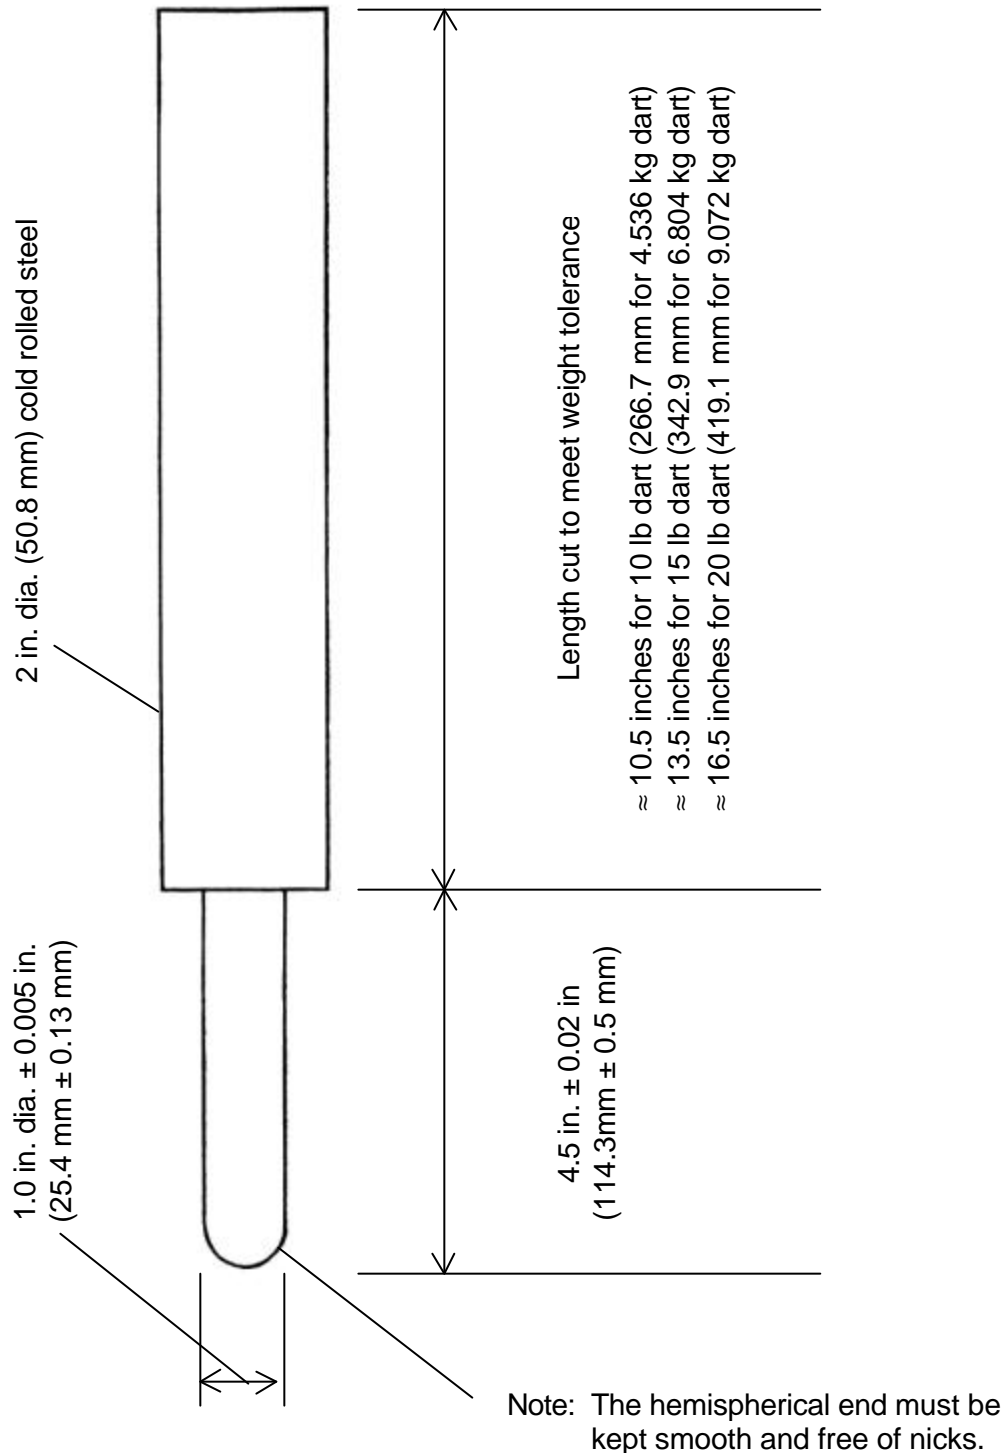 2 in. dia. (50.8 mm) cold rolled steel
1.0 in. dia. ± 0.005 in.
(25.4 mm ± 0.13 mm)
Length cut to meet weight tolerance
≈ 10.5 inches for 10 lb dart (266.7 mm for 4.536 kg dart)
≈ 13.5 inches for 15 lb dart (342.9 mm for 6.804 kg dart)
≈ 16.5 inches for 20 lb dart (419.1 mm for 9.072 kg dart)
4.5 in. ± 0.02 in
(114.3mm ± 0.5 mm)
Note: The hemispherical end must be
kept smooth and free of nicks.